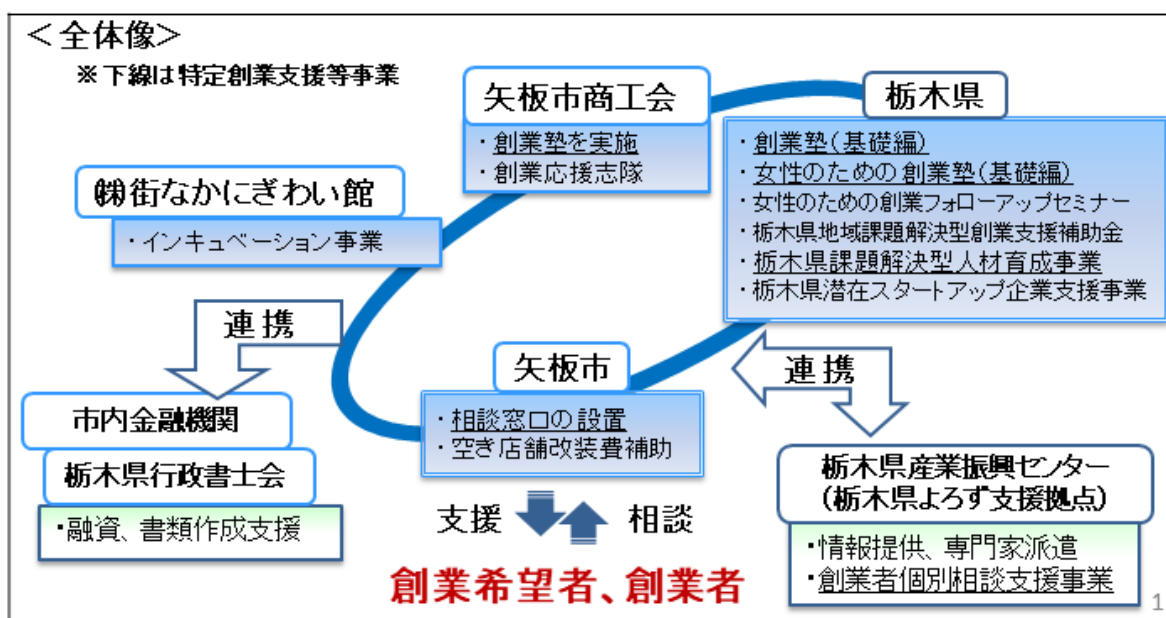 ＜全体像＞
※下線は特定創業支援等事業
矢板市商工会
・創業塾を実施
・創業応援志隊
栃木県
・創業塾(基礎編)
・女性のための創業塾(基礎編)
・女性のための創業フォローアップセミナー
・栃木県地域課題解決型創業支援補助金
・栃木県課題解決型人材育成事業
・栃木県潜在スタートアップ企業支援事業
㈱街なかにぎわい館
・インキュベーション事業
連携
市内金融機関
栃木県行政書士会
・融資、書類作成支援
矢板市
・相談窓口の設置
・空き店舗改装費補助
連携
栃木県産業振興センター
(栃木県よろず支援拠点)
・情報提供、専門家派遣
・創業者個別相談支援事業
支援 相談
創業希望者、創業者
1